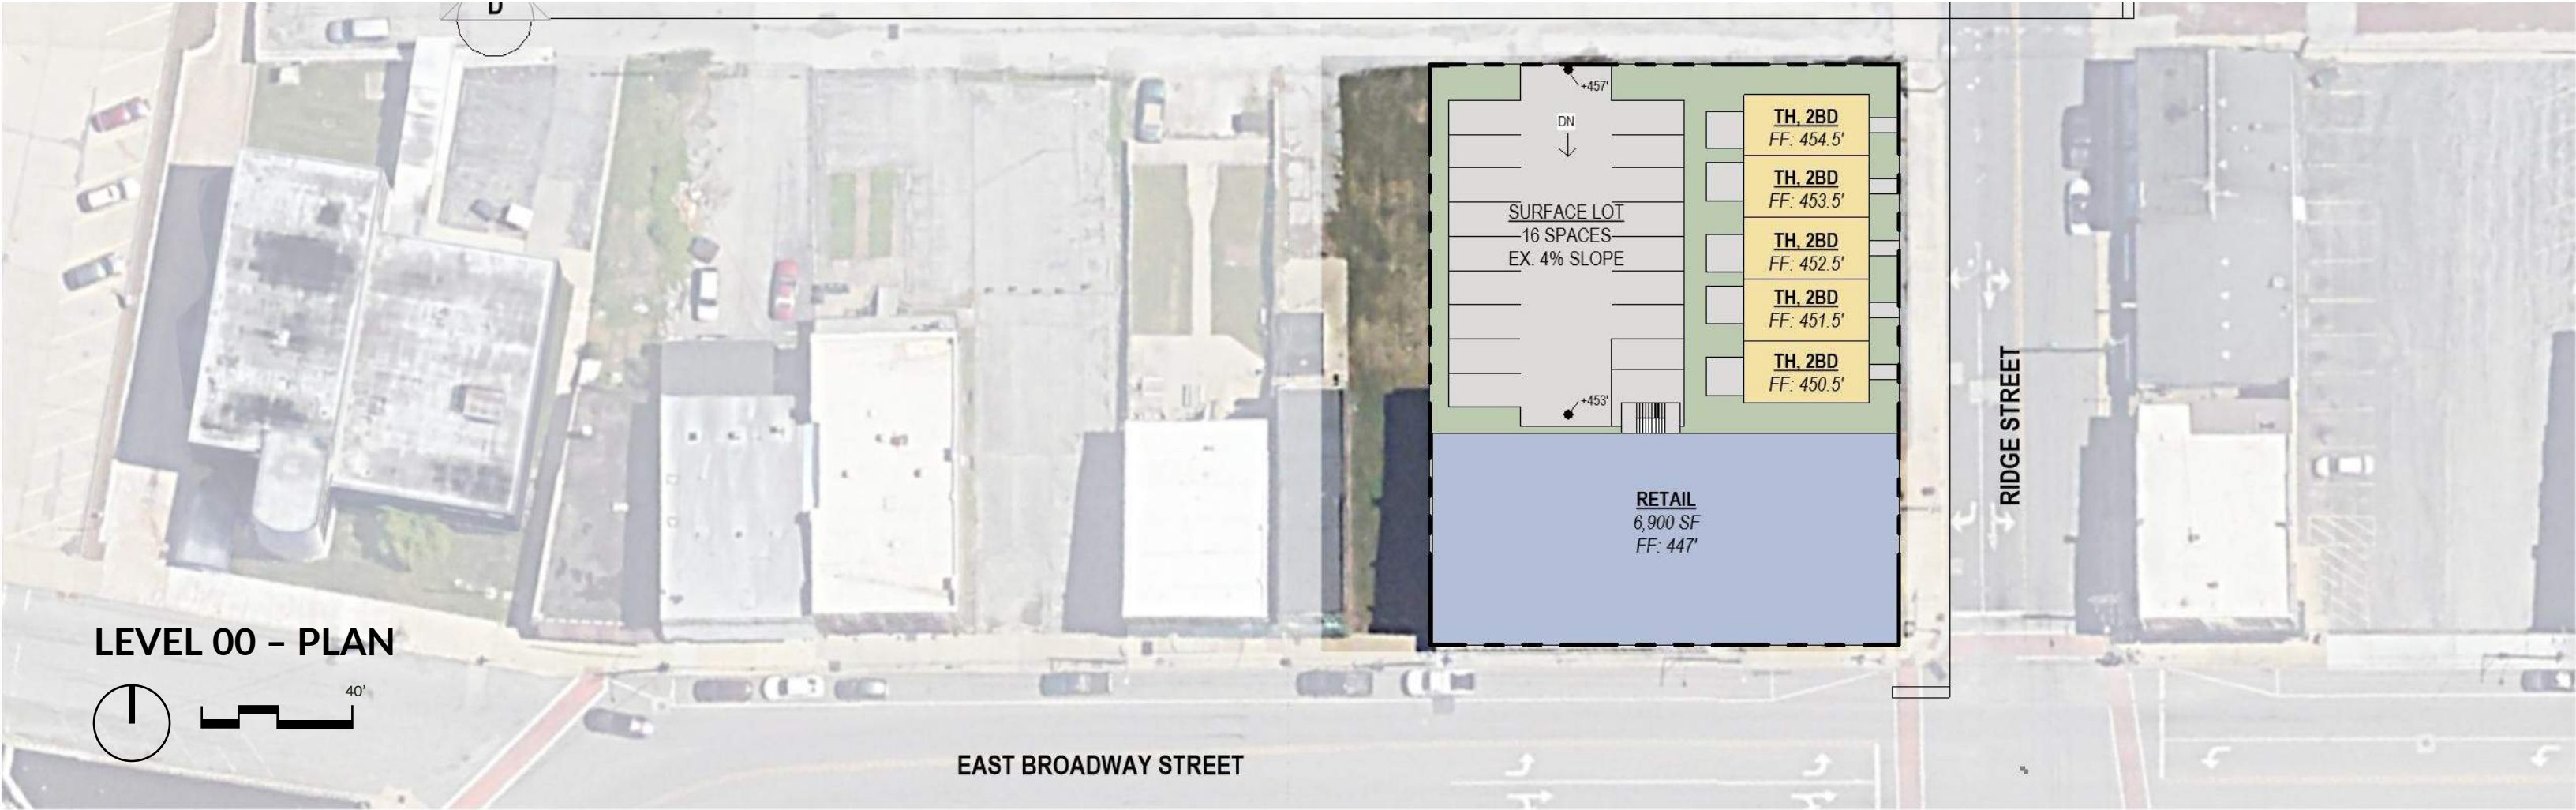 D
+457'
DN
TH, 2BD
FF: 454.5'
TH, 2BD
FF: 453.5'
SURFACE LOT
16 SPACES
EX. 4% SLOPE
TH, 2BD
FF: 452.5'
TH, 2BD
FF: 451.5'
TH, 2BD
FF: 450.5'
+453'
RIDGE STREET
RETAIL
6,900 SF
FF: 447'
LEVEL 00 – PLAN
40'
EAST BROADWAY STREET